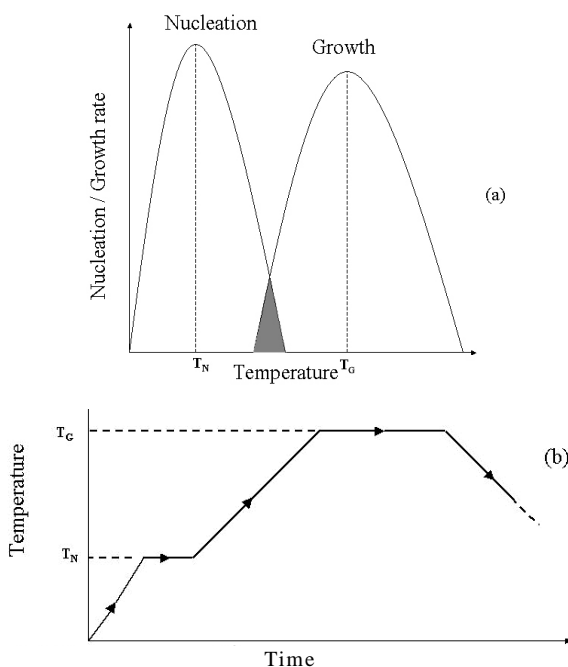 Nucleation
Growth
Nucleation / Growth rate
(a)
T_N
Temperature
T_G
T_G
(b)
Temperature
T_N
Time